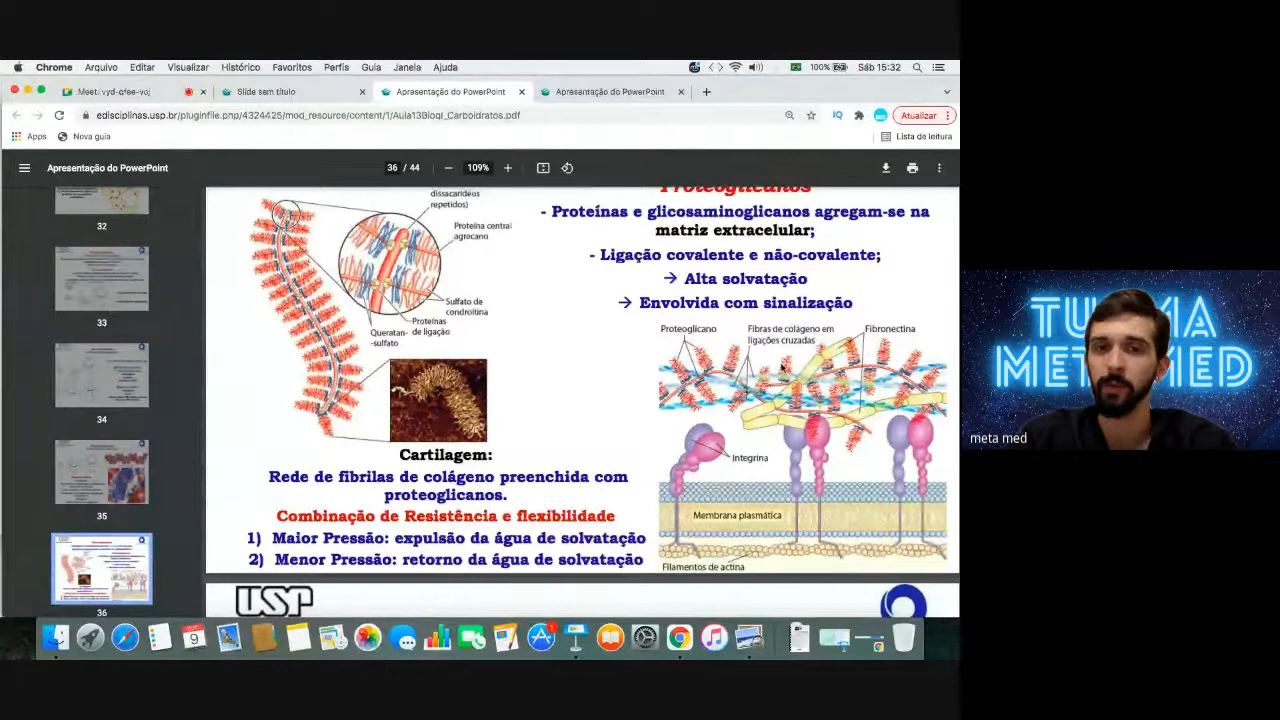 Chrome Arquivo Editar Visualizar Histórico Favoritos Perfis Guia Janela Ajuda
100% Sáb 15:32
Meet: vyd-qfee-voj
Slide sem título
Apresentação do PowerPoint
Apresentação do PowerPoint
edisciplinas.usp.br/pluginfile.php/4324425/mod_resource/content/1/Aula13BioqI_Carboidratos.pdf
Atualizar
Apps Nova guia
Lista de leitura
Apresentação do PowerPoint
36 / 44
109%
32
33
34
35
36
dissacarídeos
repetidos)
Proteína central
agrecano
Sulfato de
condroitina
Proteínas
de ligação
Queratan-
-sulfato
Cartilagem:
Rede de fibrilas de colágeno preenchida com
proteoglicanos.
Combinação de Resistência e flexibilidade
1) Maior Pressão: expulsão da água de solvatação
2) Menor Pressão: retorno da água de solvatação
Proteoglicanos
- Proteínas e glicosaminoglicanos agregam-se na
matriz extracelular;
- Ligação covalente e não-covalente;
→ Alta solvatação
→ Envolvida com sinalização
Proteoglicano
Fibras de colágeno em
ligações cruzadas
Fibronectina
Integrina
Membrana plasmática
Filamentos de actina
USP
9
meta med